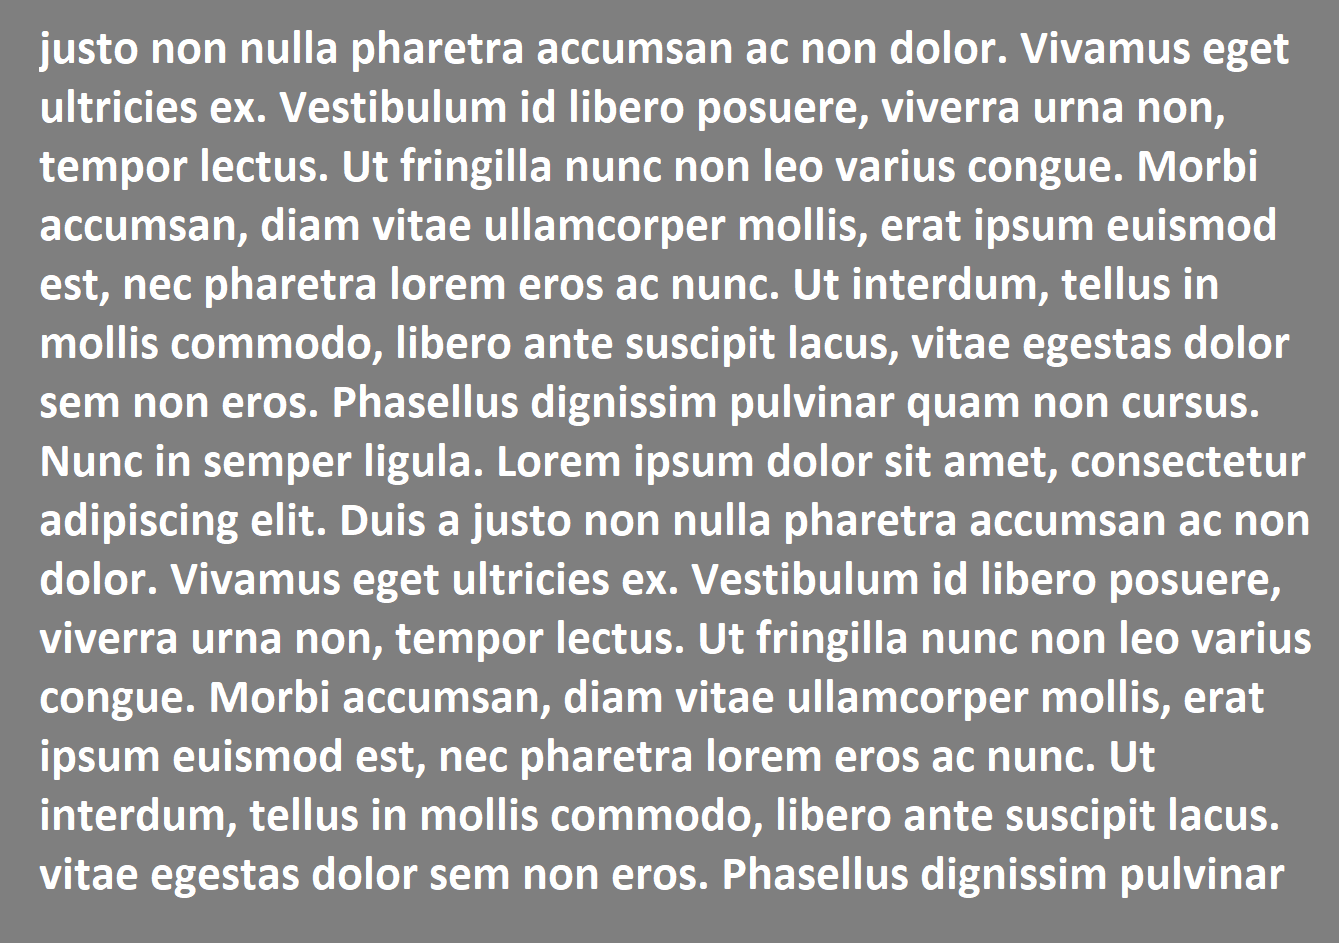 justo non nulla pharetra accumsan ac non dolor. Vivamus eget
ultricies ex. Vestibulum id libero posuere, viverra urna non,
tempor lectus. Ut fringilla nunc non leo varius congue. Morbi
accumsan, diam vitae ullamcorper mollis, erat ipsum euismod
est, nec pharetra lorem eros ac nunc. Ut interdum, tellus in
mollis commodo, libero ante suscipit lacus, vitae egestas dolor
sem non eros. Phasellus dignissim pulvinar quam non cursus.
Nunc in semper ligula. Lorem ipsum dolor sit amet, consectetur
adipiscing elit. Duis a justo non nulla pharetra accumsan ac non
dolor. Vivamus eget ultricies ex. Vestibulum id libero posuere,
viverra urna non, tempor lectus. Ut fringilla nunc non leo varius
congue. Morbi accumsan, diam vitae ullamcorper mollis, erat
ipsum euismod est, nec pharetra lorem eros ac nunc. Ut
interdum, tellus in mollis commodo, libero ante suscipit lacus.
vitae egestas dolor sem non eros. Phasellus dignissim pulvinar